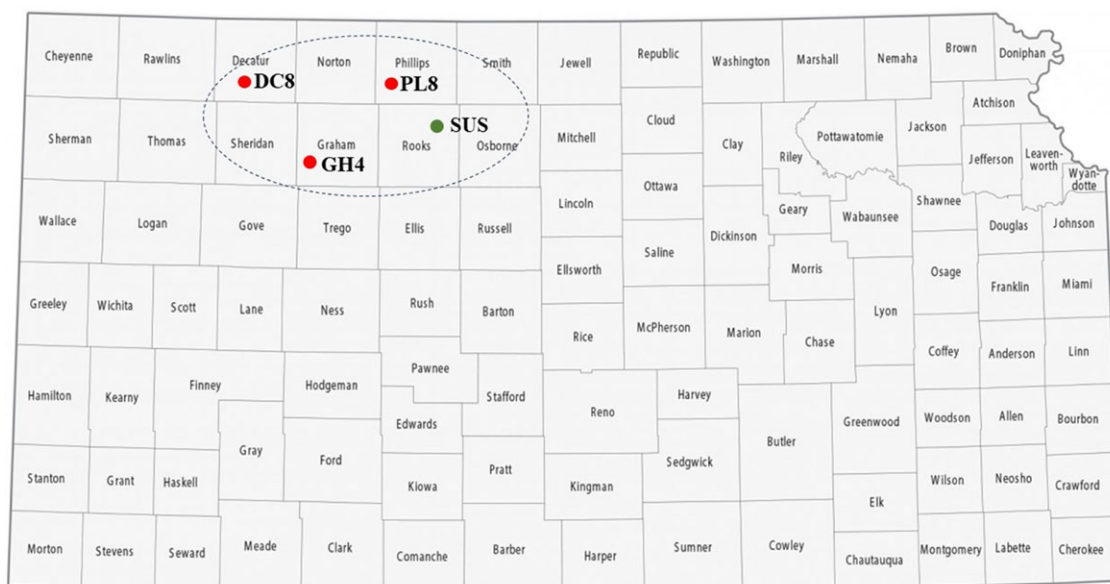 Cheyenne
Rawlins
Decatur
Norton
Phillips
Smith
Jewell
Republic
Washington
Marshall
Nemaha
Brown
Doniphan
DC8
PL8
Sherman
Thomas
Sheridan
Graham
GH4
Rooks
SUS
Osborne
Mitchell
Cloud
Clay
Riley
Pottawatomie
Jackson
Atchison
Jefferson
Leaven-
worth
Wyan-
dotte
Wallace
Logan
Gove
Trego
Ellis
Russell
Lincoln
Ottawa
Saline
Dickinson
Geary
Wabaunsee
Shawnee
Douglas
Johnson
Ellsworth
Morris
Osage
Franklin
Miami
Greeley
Wichita
Scott
Lane
Ness
Rush
Barton
Rice
McPherson
Marion
Chase
Lyon
Coffey
Anderson
Linn
Hamilton
Kearny
Finney
Hodgeman
Pawnee
Stafford
Edwards
Reno
Harvey
Butler
Greenwood
Woodson
Allen
Bourbon
Gray
Ford
Stanton
Grant
Haskell
Kiowa
Pratt
Kingman
Sedgwick
Elk
Wilson
Neosho
Crawford
Morton
Stevens
Seward
Meade
Clark
Comanche
Barber
Harper
Sumner
Cowley
Chautauqua
Montgomery
Labette
Cherokee